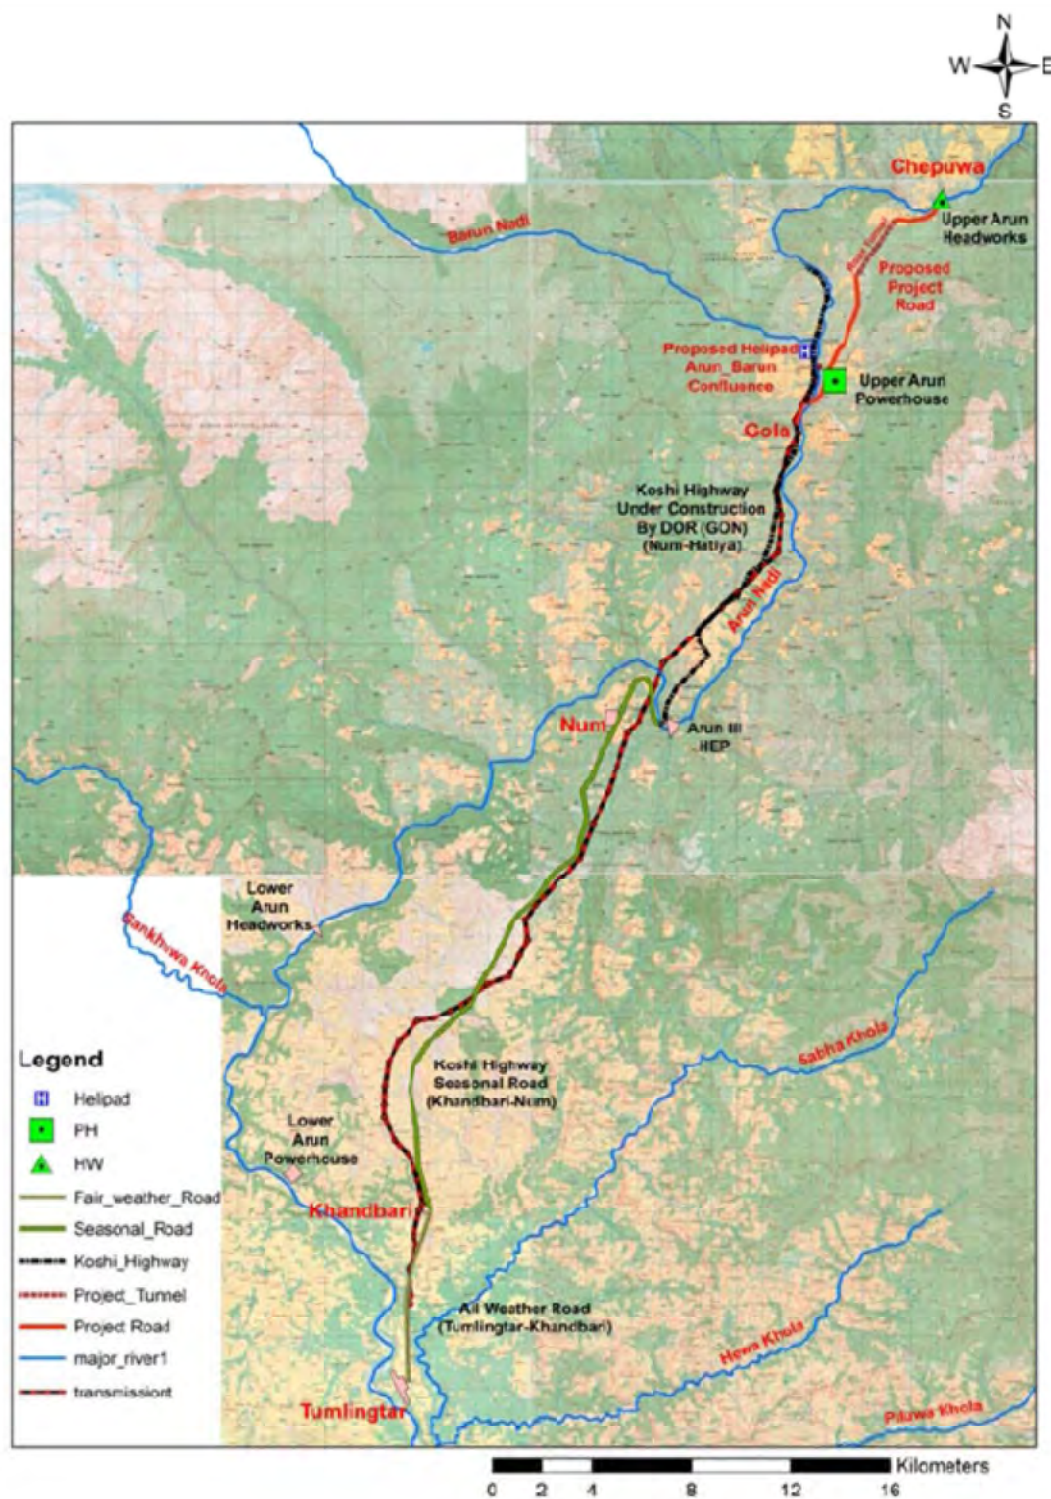 N
W E
S
Chepuwa
Upper Arun
Headworks
Barun Nadi
Proposed
Project
Road
Proposed Helipad
Arun_Barun
Confluence
Upper Arun
Powerhouse
Gola
Koshi Highway
Under Construction
By DOR (GON)
(Num-Hatiya)
Arun Nadi
Num
Arun III
HEP
Lower
Arun
Headworks
Sankhuwa Khola
Sabha Khola
Legend
Helipad
PH
HW
Fair_weather_Road
Seasonal_Road
Koshi_Highway
Project_Tunnel
Project Road
major_river1
transmission1
Koshi Highway
Seasonal Road
(Khandbari-Num)
Lower
Arun
Powerhouse
Khandbari
All Weather Road
(Tumlingtar-Khandbari)
Hewa Khola
Tumlingtar
Piluwa Khola
Kilometers
0 2 4 8 12 16